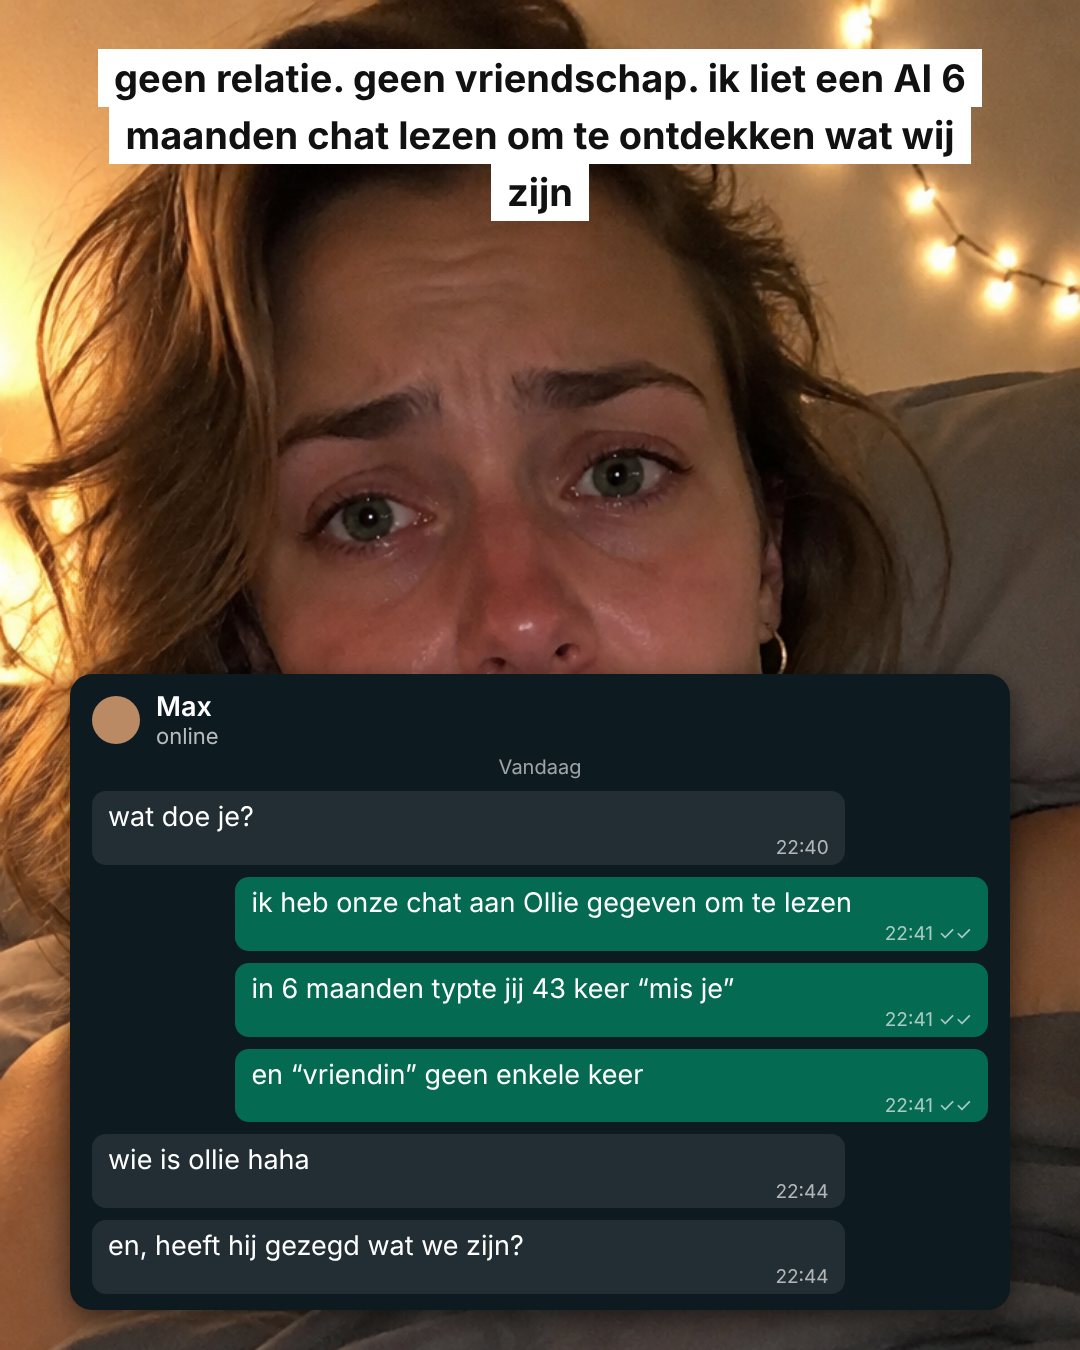 geen relatie. geen vriendschap. ik liet een AI 6
maanden chat lezen om te ontdekken wat wij
zijn
Max
online
Vandaag
wat doe je?
22:40
ik heb onze chat aan Ollie gegeven om te lezen
22:41 ✓✓
in 6 maanden typte jij 43 keer “mis je”
22:41 ✓✓
en “vriendin” geen enkele keer
22:41 ✓✓
wie is ollie haha
22:44
en, heeft hij gezegd wat we zijn?
22:44